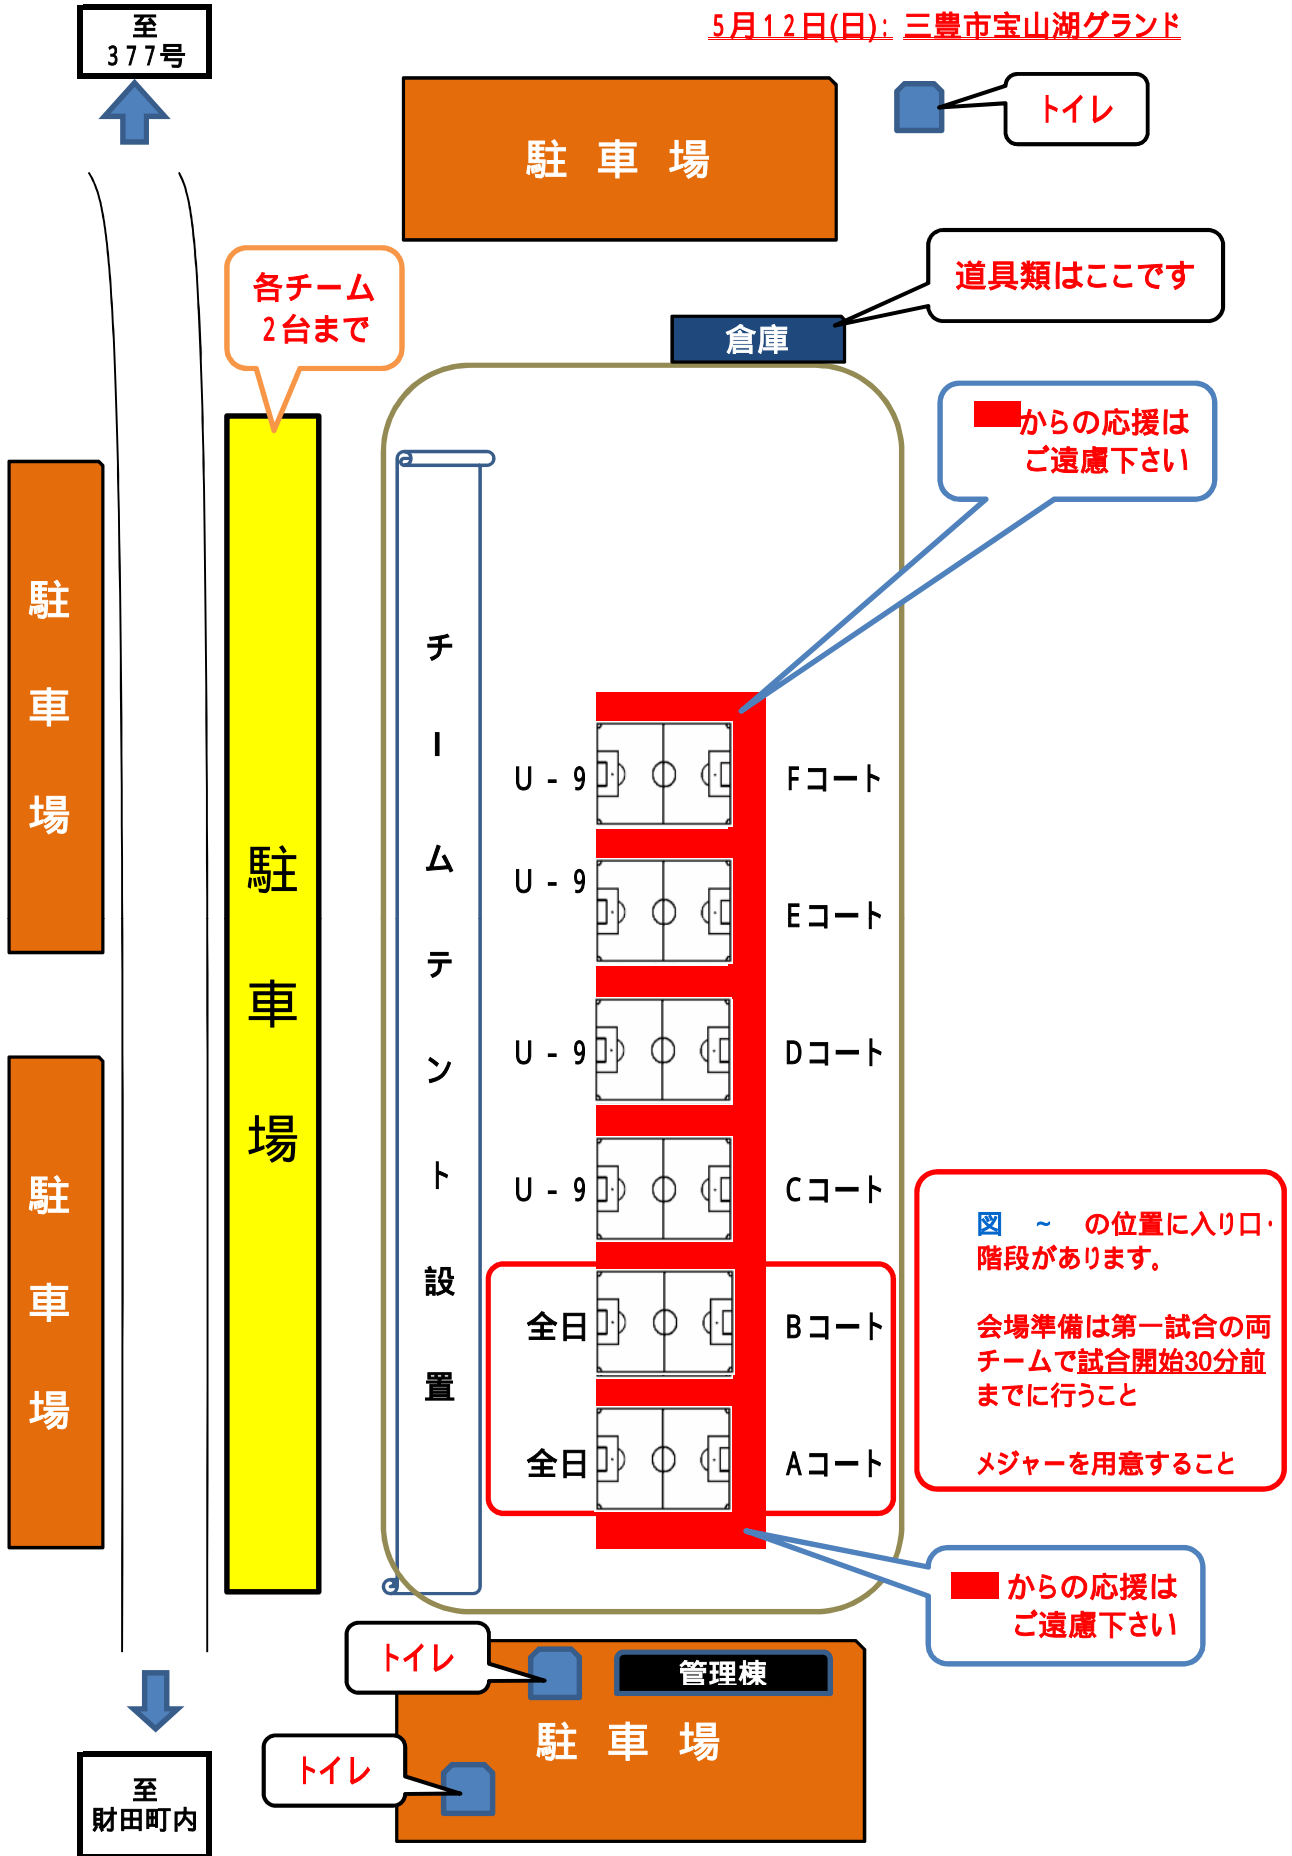 至
377号
5月12日(日): 三豊市宝山湖グランド
トイレ
駐 車 場
道具類はここです
各チーム
2台まで
倉庫
からの応援は
ご遠慮下さい
駐車場
駐車場
駐車場
チームテント設置
U - 9
Fコート
U - 9
Eコート
U - 9
Dコート
U - 9
Cコート
全日
Bコート
全日
Aコート
図 ~ の位置に入り口・
階段があります。
会場準備は第一試合の両
チームで試合開始30分前
までに行うこと
メジャーを用意すること
からの応援は
ご遠慮下さい
トイレ
管理棟
駐 車 場
トイレ
至
財田町内